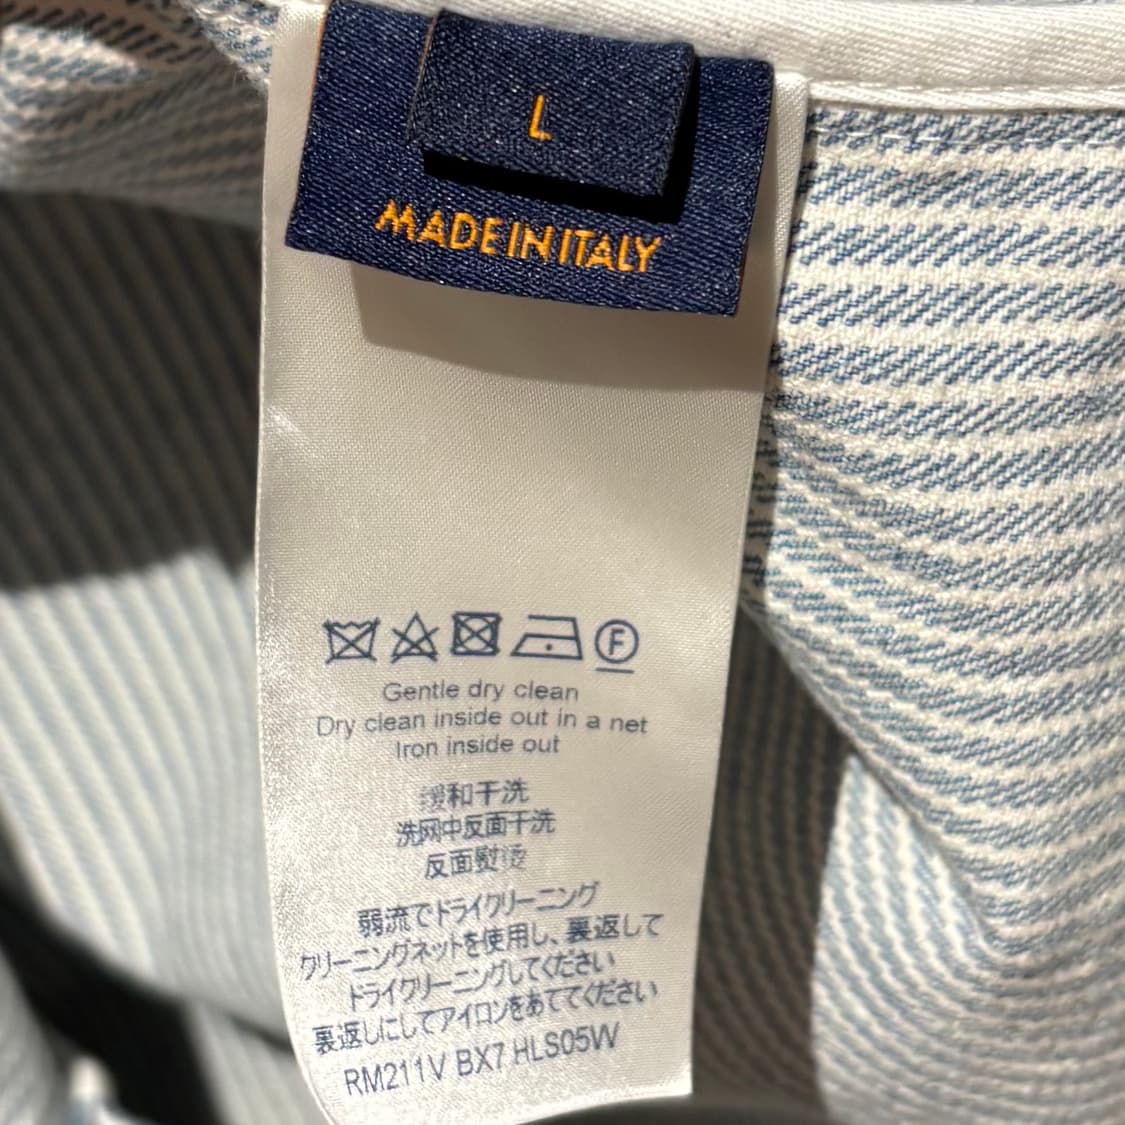 L
MADE IN ITALY
F
Gentle dry clean
Dry clean inside out in a net
Iron inside out
缓和干洗
洗网中反面干洗
反面熨烫
弱流でドライクリーニング
クリーニングネットを使用し、裏返して
ドライクリーニングしてください
裏返しにしてアイロンをあててください
RM211V BX7 HLS05W